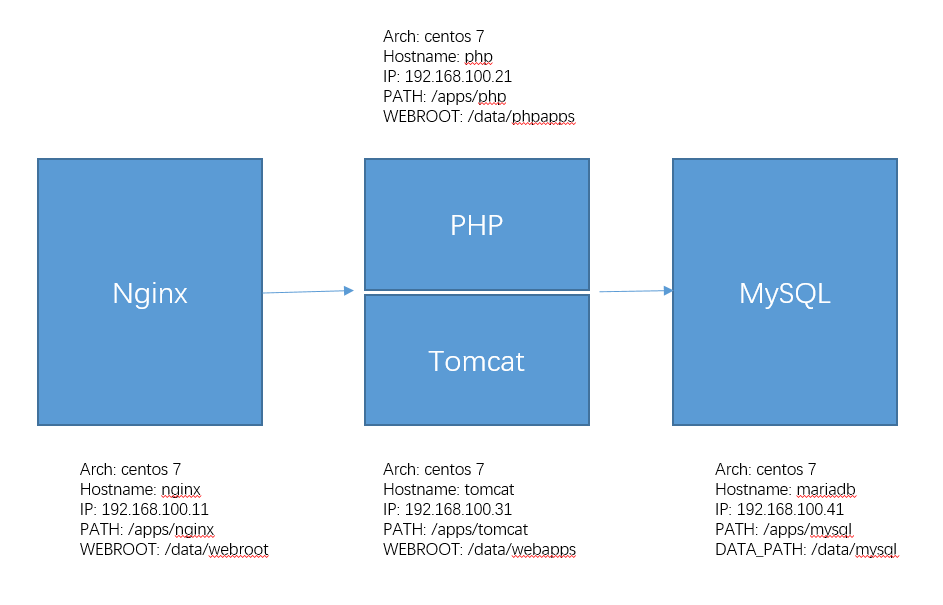 Arch: centos 7
Hostname: php
IP: 192.168.100.21
PATH: /apps/php
WEBROOT: /data/phpapps
Nginx
PHP
Tomcat
MySQL
Arch: centos 7
Hostname: nginx
IP: 192.168.100.11
PATH: /apps/nginx
WEBROOT: /data/webroot
Arch: centos 7
Hostname: tomcat
IP: 192.168.100.31
PATH: /apps/tomcat
WEBROOT: /data/webapps
Arch: centos 7
Hostname: mariadb
IP: 192.168.100.41
PATH: /apps/mysql
DATA_PATH: /data/mysql